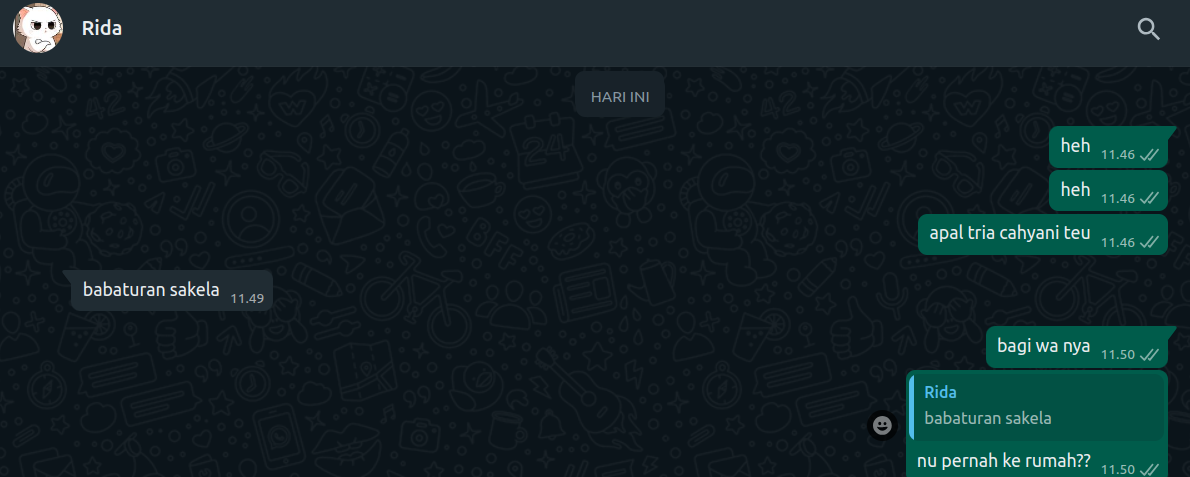 Rida
HARI INI
heh 11.46
heh 11.46
apal tria cahyani teu 11.46
babaturan sakela 11.49
bagi wa nya 11.50
Rida
babaturan sakela
nu pernah ke rumah?? 11.50